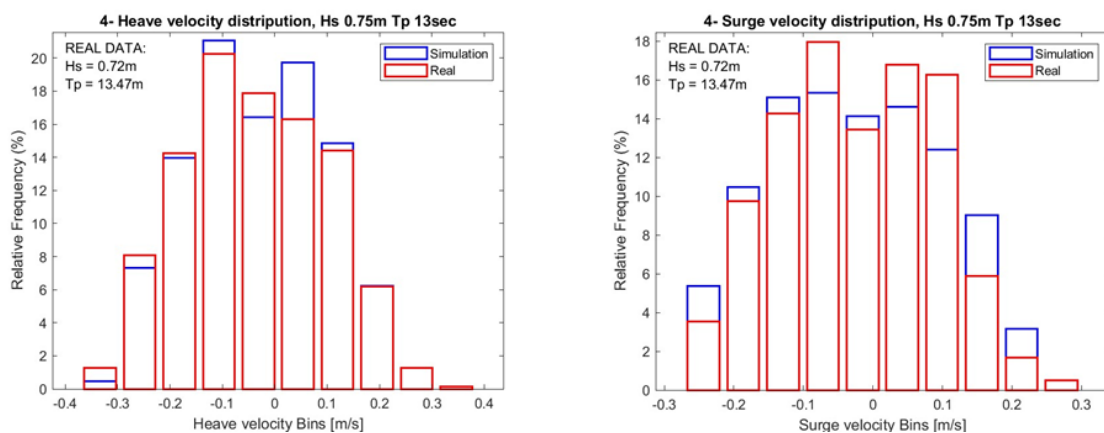 4- Heave velocity distripution, Hs 0.75m Tp 13sec
REAL DATA:
Hs = 0.72m
Tp = 13.47m
Simulation
Real
Relative Frequency (%)
20
18
16
14
12
10
8
6
4
2
0
-0.4 -0.3 -0.2 -0.1 0 0.1 0.2 0.3 0.4
Heave velocity Bins [m/s]
4- Surge velocity distripution, Hs 0.75m Tp 13sec
REAL DATA:
Hs = 0.72m
Tp = 13.47m
Simulation
Real
Relative Frequency (%)
18
16
14
12
10
8
6
4
2
0
-0.3 -0.2 -0.1 0 0.1 0.2 0.3
Surge velocity Bins [m/s]